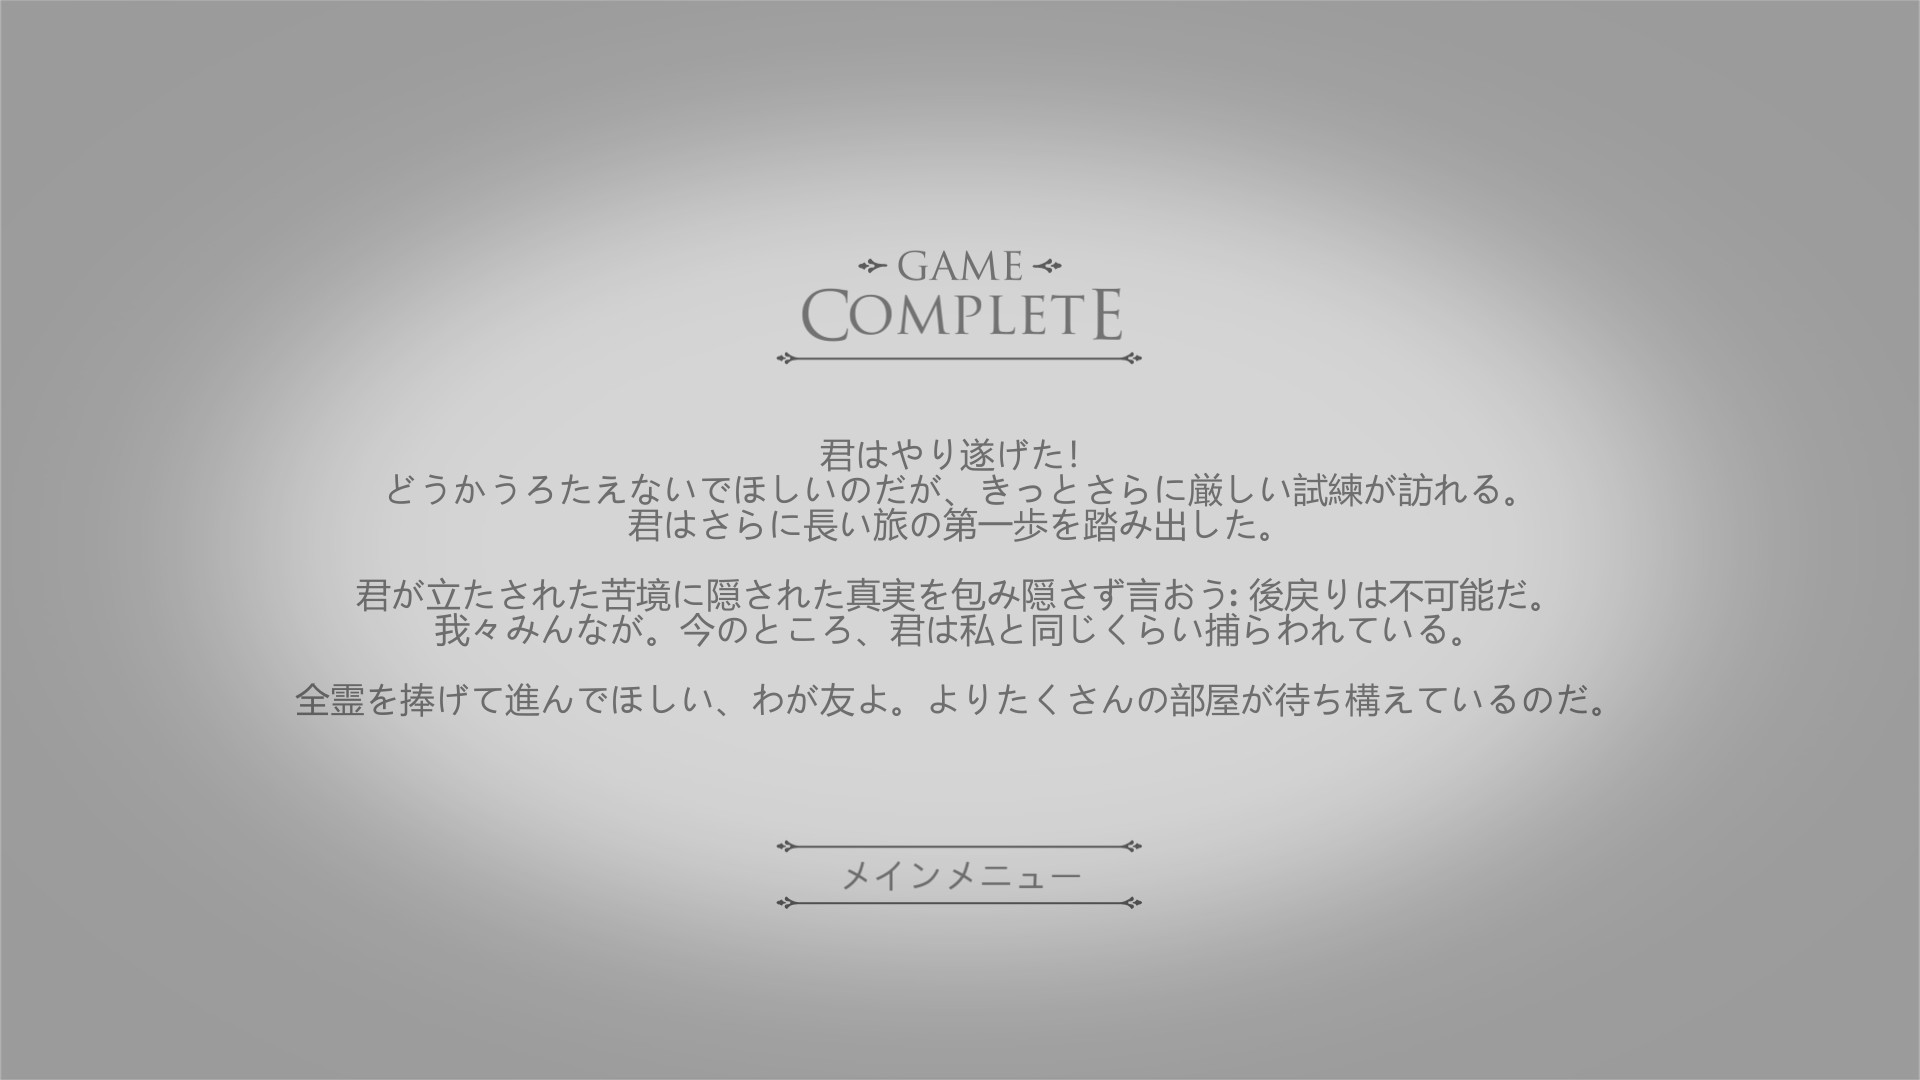 GAME
COMPLETE
君はやり遂げた!
どうかうろたえないでほしいのだが、きっとさらに厳しい試練が訪れる。
君はさらに長い旅の第一歩を踏み出した。
君が立たされた苦境に隠された真実を包み隠さず言おう: 後戻りは不可能だ。
我々みんなが。今のところ、君は私と同じくらい捕らわれている。
全霊を捧げて進んでほしい、わが友よ。よりたくさんの部屋が待ち構えているのだ。
メインメニュー